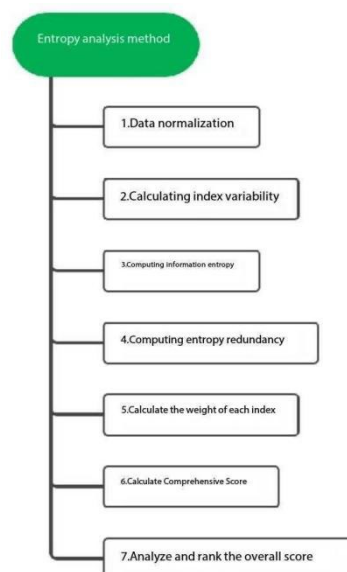 Entropy analysis method
1.Data normalization
2.Calculating index variability
3.Computing information entropy
4.Computing entropy redundancy
5.Calculate the weight of each index
6.Calculate Comprehensive Score
7.Analyze and rank the overall score